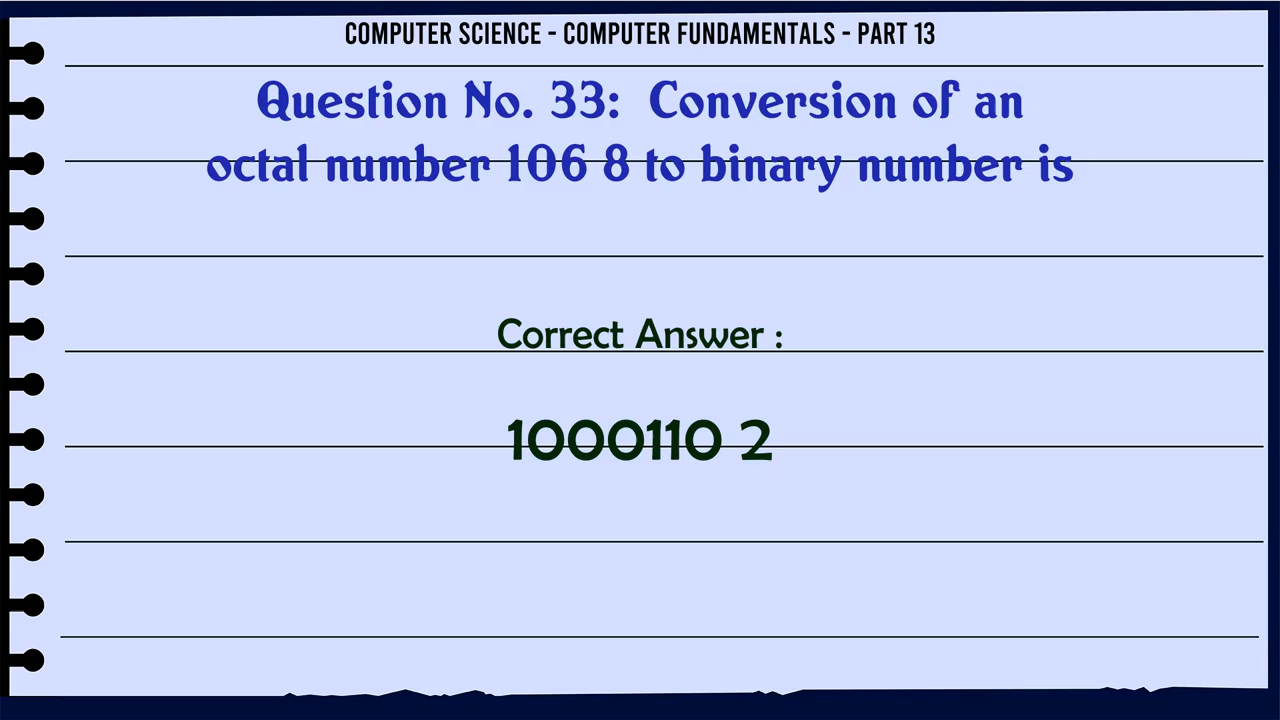 COMPUTER SCIENCE - COMPUTER FUNDAMENTALS - PART 13
Question No. 33: Conversion of an
octal number 106 8 to binary number is
Correct Answer :
1000110 2